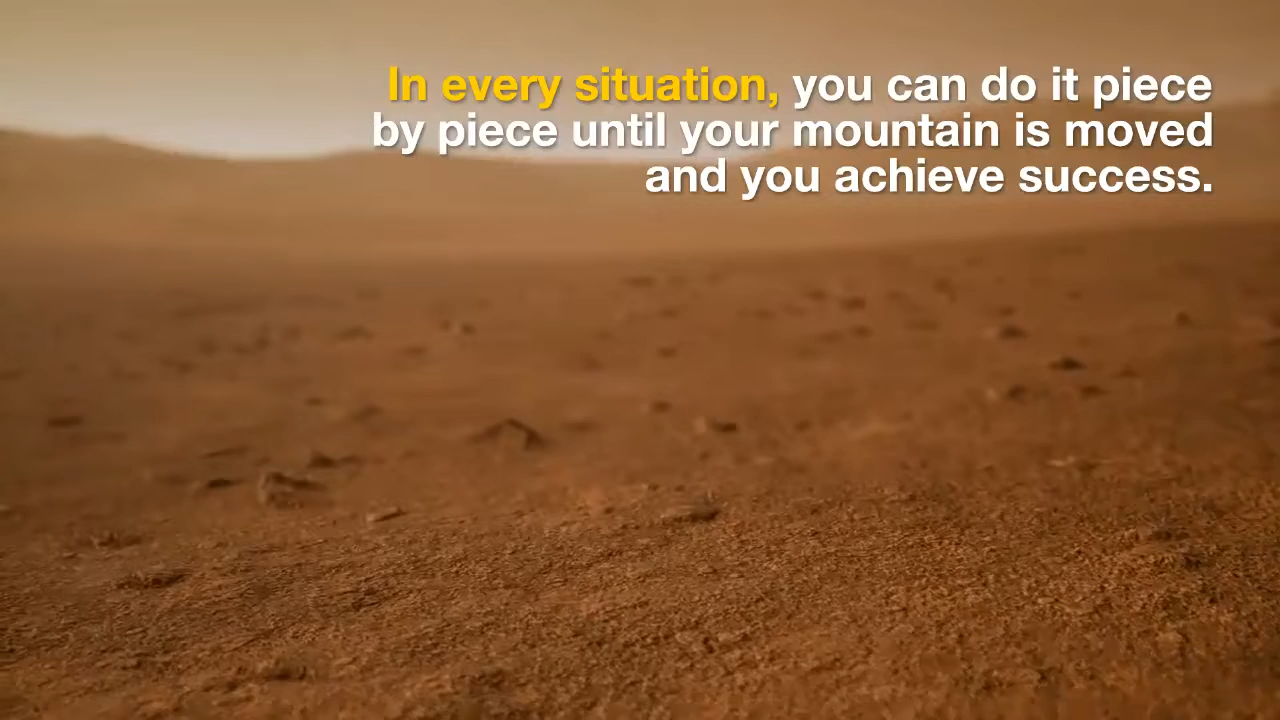 In every situation, you can do it piece
by piece until your mountain is moved
and you achieve success.